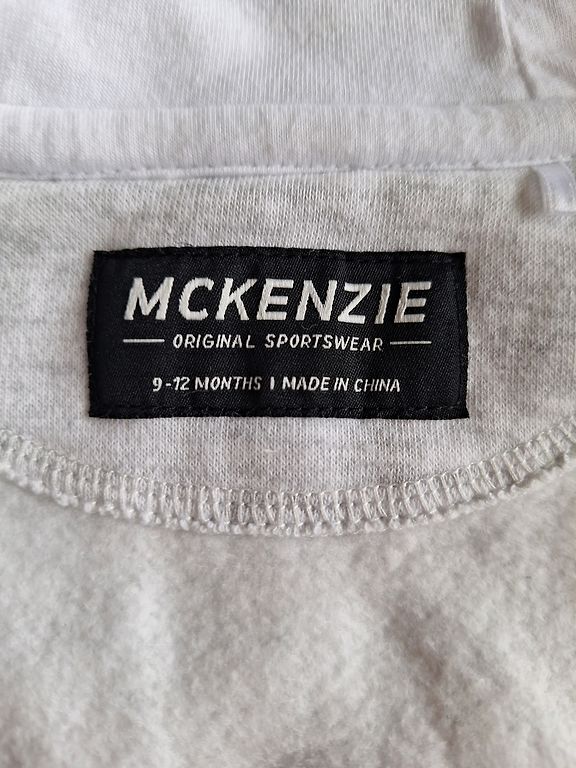 MCKENZIE
ORIGINAL SPORTSWEAR
9-12 MONTHS | MADE IN CHINA